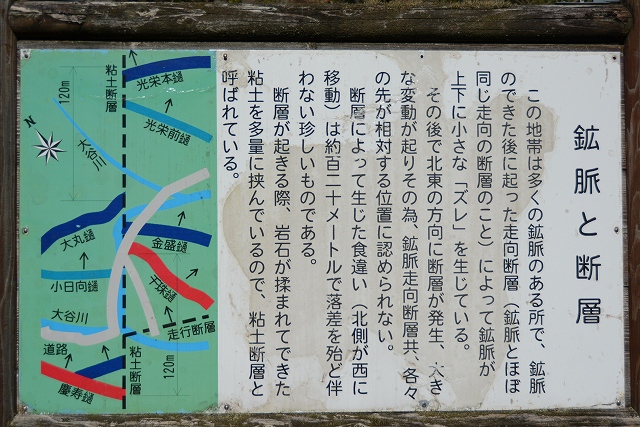 鉱脈と断層
この地帯は多くの鉱脈のある所で、鉱脈
のできた後に起った走向断層（鉱脈とほぼ
同じ走向の断層のこと）によって鉱脈が
上下に小さな「ズレ」を生じている。
その後で北東の方向に断層が発生、大き
な変動が起りその為、鉱脈走向断層共、各々
の先が相対する位置に認められない。
断層によって生じた食違い（北側が西に
移動）は約百二十メートルで落差を殆ど伴
わない珍しいものである。
断層が起きる際、岩石が揉まれてできた
粘土を多量に挟んでいるので、粘土断層と
呼ばれている。
粘土断層
120m
光栄本鎚
光栄前鎚
N
大谷川
大丸鎚
金盛鎚
小日向鎚
千珠鎚
大谷川
走行断層
道路
粘土断層
120m
慶寿鎚